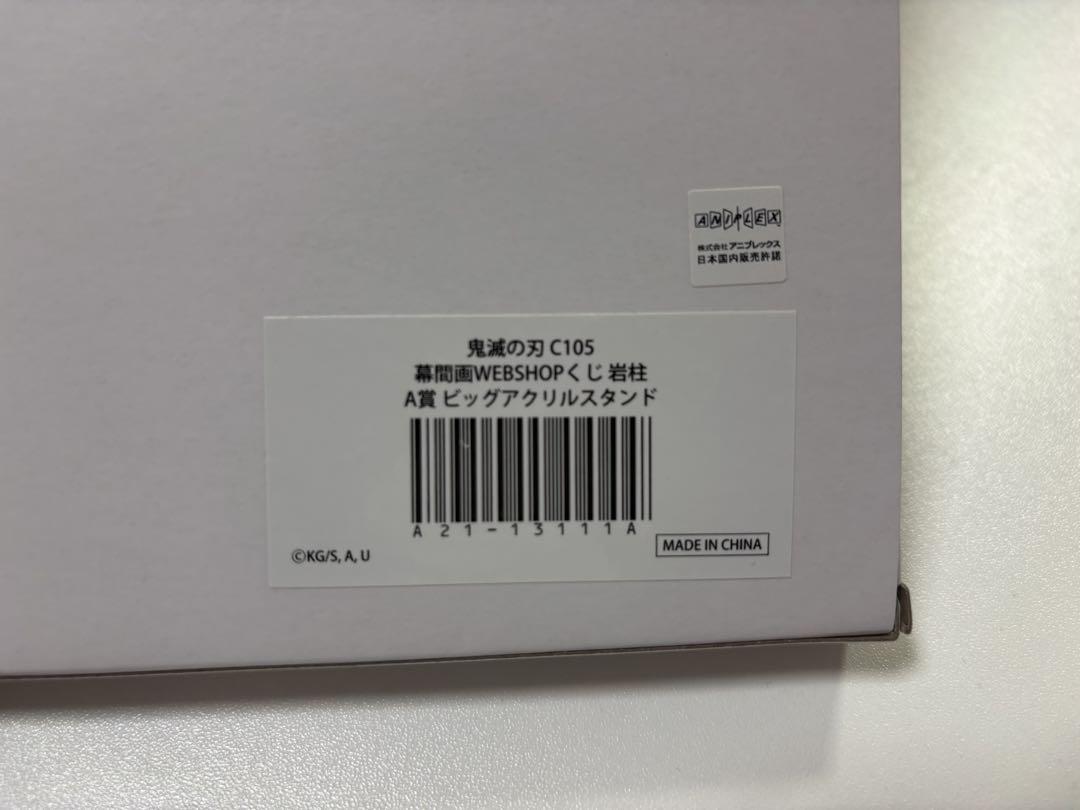 ANIPLEX
株式会社 アニプレックス
日本国内販売許諾
鬼滅の刃 C105
幕間画WEBSHOPくじ 岩柱
A賞 ビッグアクリルスタンド
A21-13111A
©KG/S, A, U
MADE IN CHINA